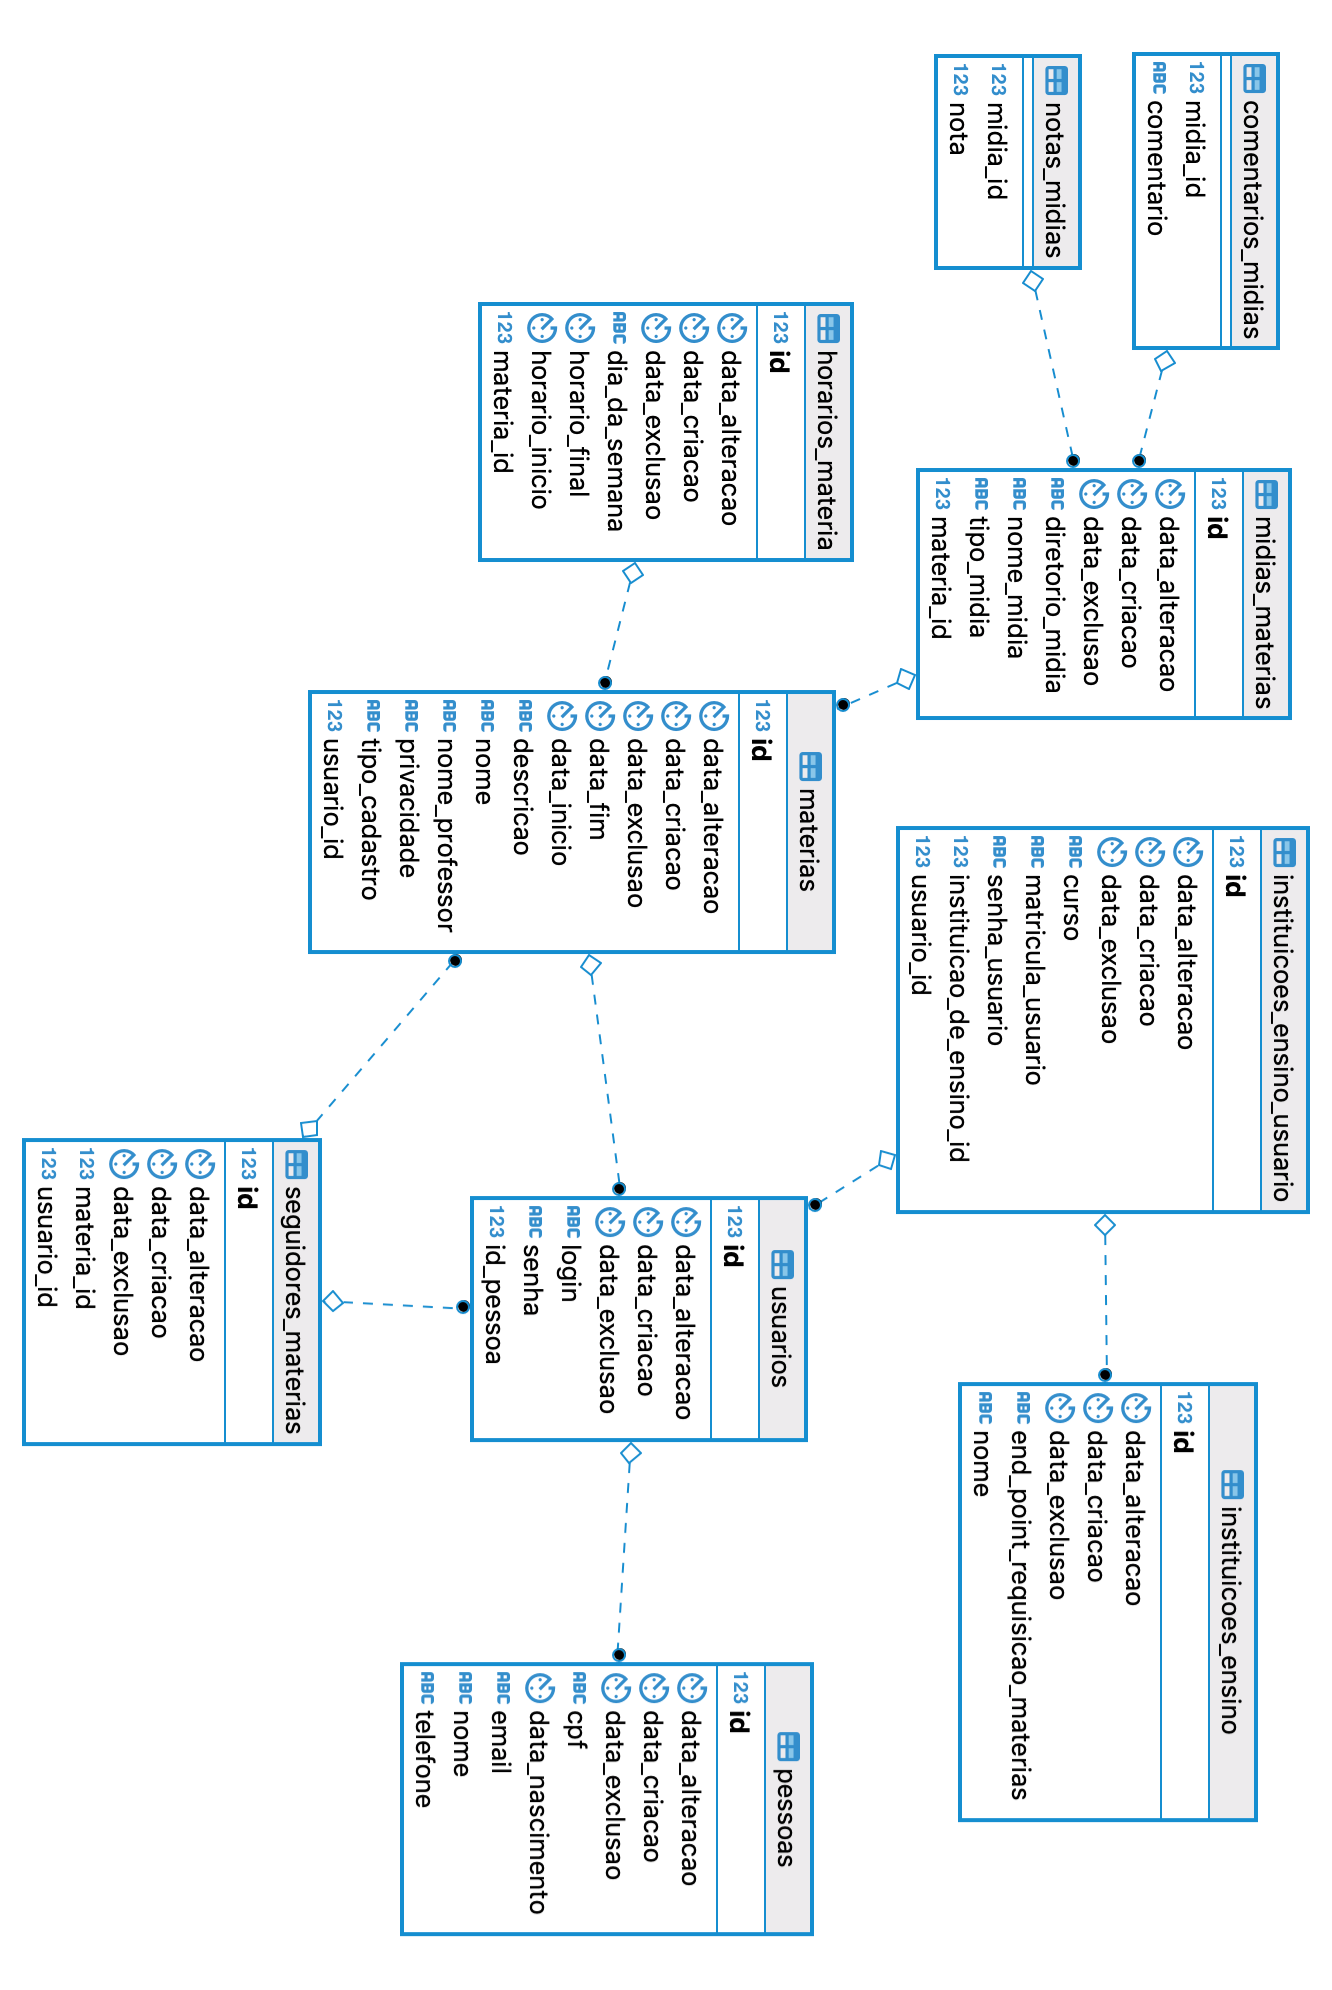 comentarios_midias
123 midia_id
ABC comentario
notas_midias
123 midia_id
123 nota
midias_materias
123 id
data_alteracao
data_criacao
data_exclusao
ABC diretorio_midia
ABC nome_midia
ABC tipo_midia
123 materia_id
horarios_materia
123 id
data_alteracao
data_criacao
data_exclusao
ABC dia_da_semana
horario_final
horario_inicio
123 materia_id
materias
123 id
data_alteracao
data_criacao
data_exclusao
data_fim
data_inicio
ABC descricao
ABC nome
ABC nome_professor
ABC privacidade
ABC tipo_cadastro
123 usuario_id
instituicoes_ensino_usuario
123 id
data_alteracao
data_criacao
data_exclusao
ABC curso
ABC matricula_usuario
ABC senha_usuario
123 instituicao_de_ensino_id
123 usuario_id
seguidores_materias
123 id
data_alteracao
data_criacao
data_exclusao
123 materia_id
123 usuario_id
usuarios
123 id
data_alteracao
data_criacao
data_exclusao
ABC login
ABC senha
123 id_pessoa
instituicoes_ensino
123 id
data_alteracao
data_criacao
data_exclusao
ABC end_point_requisicao_materias
ABC nome
pessoas
123 id
data_alteracao
data_criacao
data_exclusao
ABC cpf
data_nascimento
ABC email
ABC nome
ABC telefone